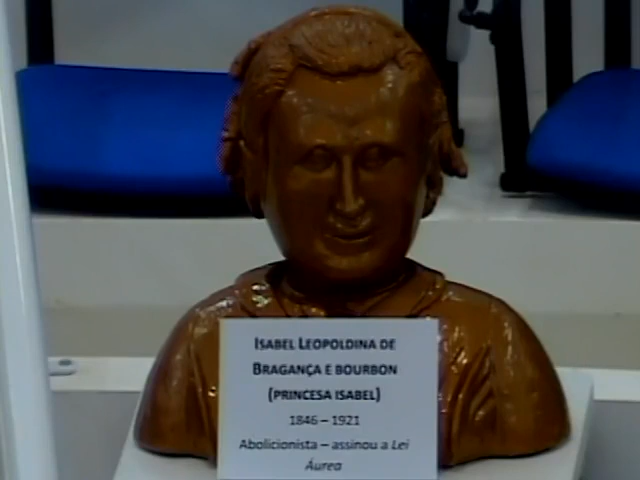 ISABEL LEOPOLDINA DE
BRAGANÇA E BOURBON
(PRINCESA ISABEL)
1846 – 1921
Abolicionista – assinou a Lei
Áurea